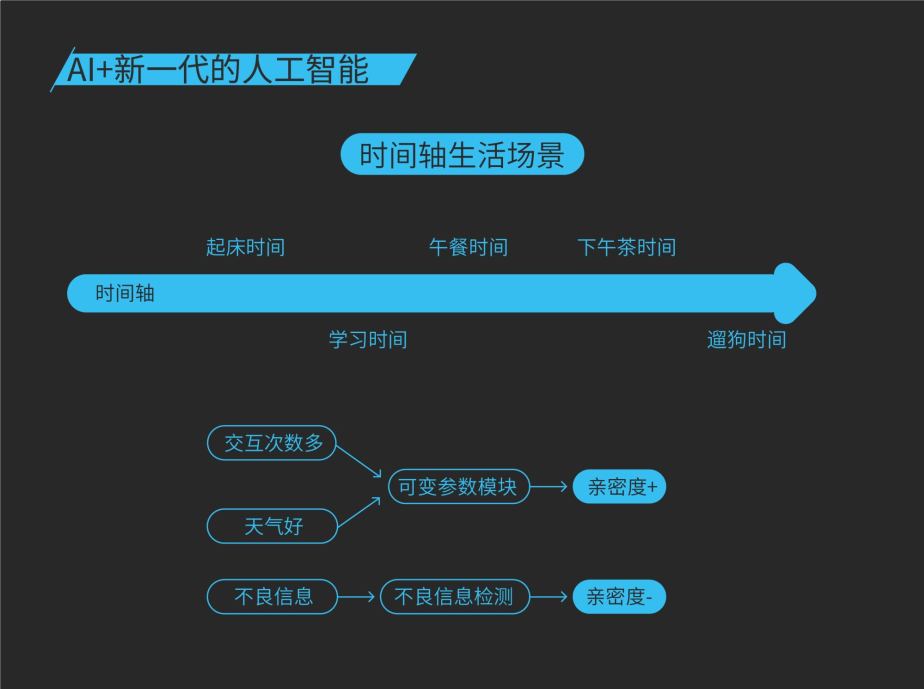 AI+新一代的人工智能
时间轴生活场景
起床时间
午餐时间
下午茶时间
时间轴
学习时间
遛狗时间
交互次数多
可变参数模块
亲密度+
天气好
不良信息
不良信息检测
亲密度-